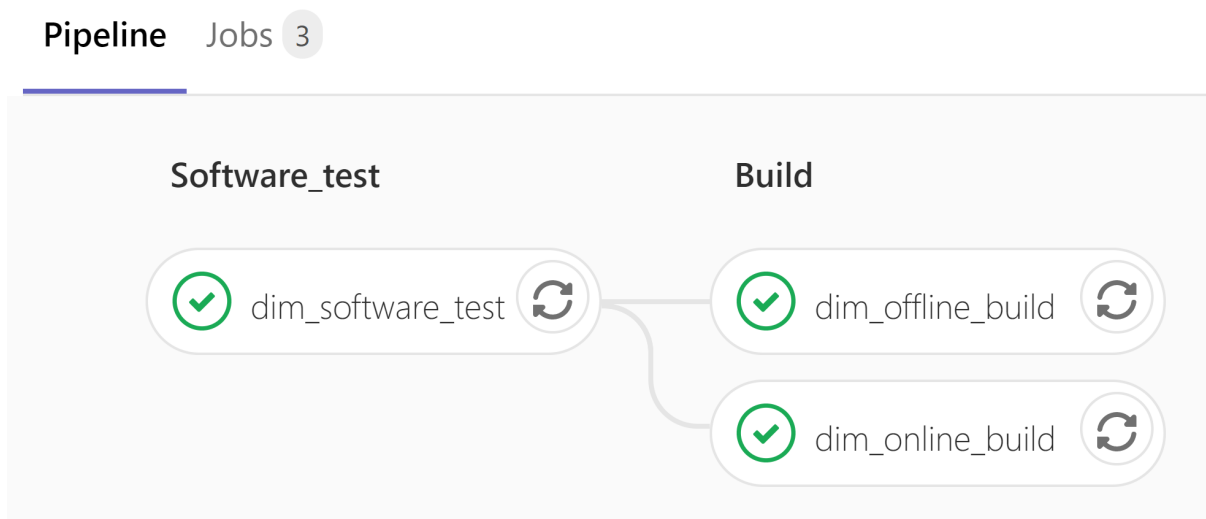 Pipeline Jobs 3
Software_test Build
dim_software_test dim_offline_build
dim_online_build